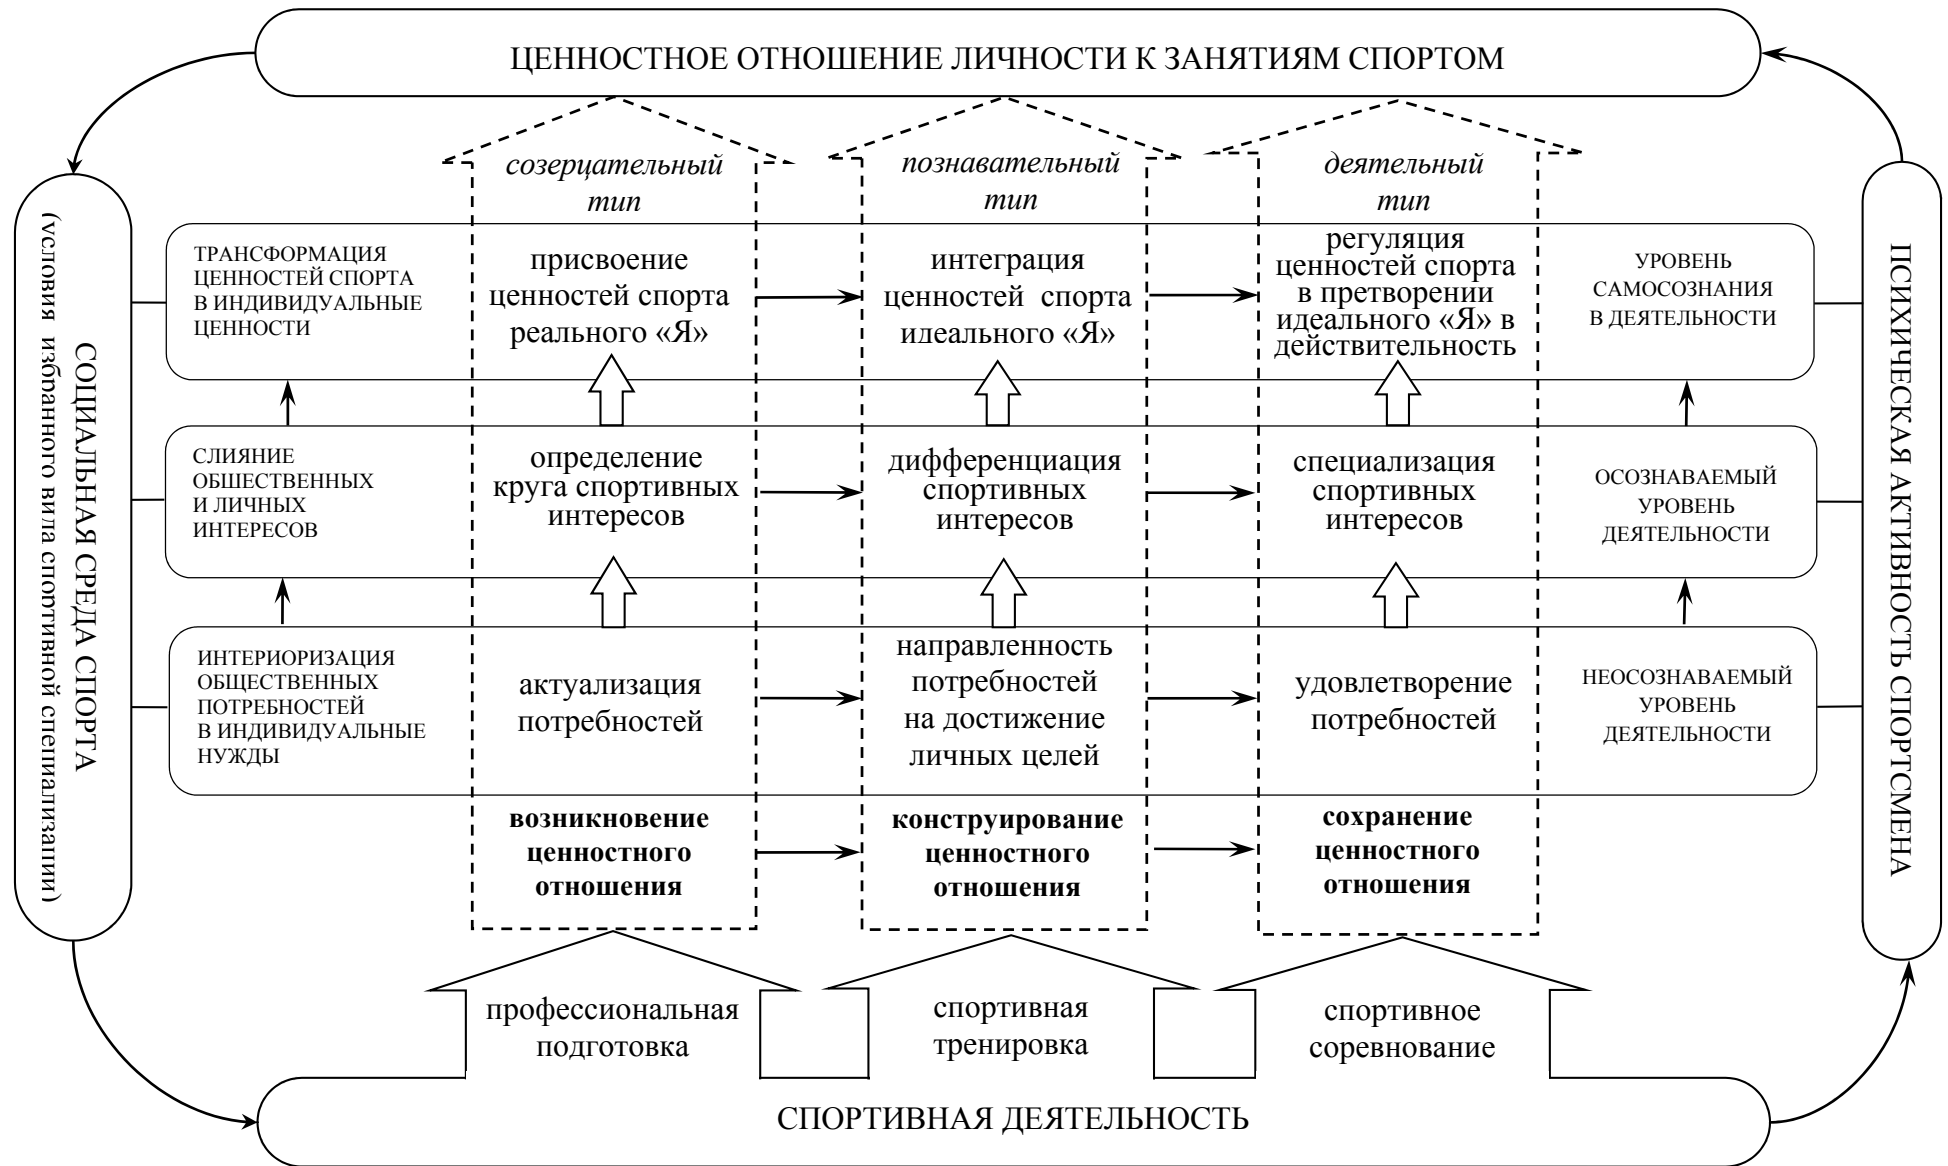 ЦЕННОСТНОЕ ОТНОШЕНИЕ ЛИЧНОСТИ К ЗАНЯТИЯМ СПОРТОМ
созерцательный
тип
познавательный
тип
деятельный
тип
СОЦИАЛЬНАЯ СРЕДА СПОРТА
(условия избранного вида спортивной специализации)
ТРАНСФОРМАЦИЯ
ЦЕННОСТЕЙ СПОРТА
В ИНДИВИДУАЛЬНЫЕ
ЦЕННОСТИ
присвоение
ценностей спорта
реального «Я»
интеграция
ценностей спорта
идеального «Я»
регуляция
ценностей спорта
в претворении
идеального «Я» в
действительность
УРОВЕНЬ
САМОСОЗНАНИЯ
В ДЕЯТЕЛЬНОСТИ
СЛИЯНИЕ
ОБЩЕСТВЕННЫХ
И ЛИЧНЫХ
ИНТЕРЕСОВ
определение
круга спортивных
интересов
дифференциация
спортивных
интересов
специализация
спортивных
интересов
ОСОЗНАВАЕМЫЙ
УРОВЕНЬ
ДЕЯТЕЛЬНОСТИ
ИНТЕРИОРИЗАЦИЯ
ОБЩЕСТВЕННЫХ
ПОТРЕБНОСТЕЙ
В ИНДИВИДУАЛЬНЫЕ
НУЖДЫ
актуализация
потребностей
направленность
потребностей
на достижение
личных целей
удовлетворение
потребностей
НЕОСОЗНАВАЕМЫЙ
УРОВЕНЬ
ДЕЯТЕЛЬНОСТИ
ПСИХИЧЕСКАЯ АКТИВНОСТЬ СПОРТСМЕНА
возникновение
ценностного
отношения
конструирование
ценностного
отношения
сохранение
ценностного
отношения
профессиональная
подготовка
спортивная
тренировка
спортивное
соревнование
СПОРТИВНАЯ ДЕЯТЕЛЬНОСТЬ